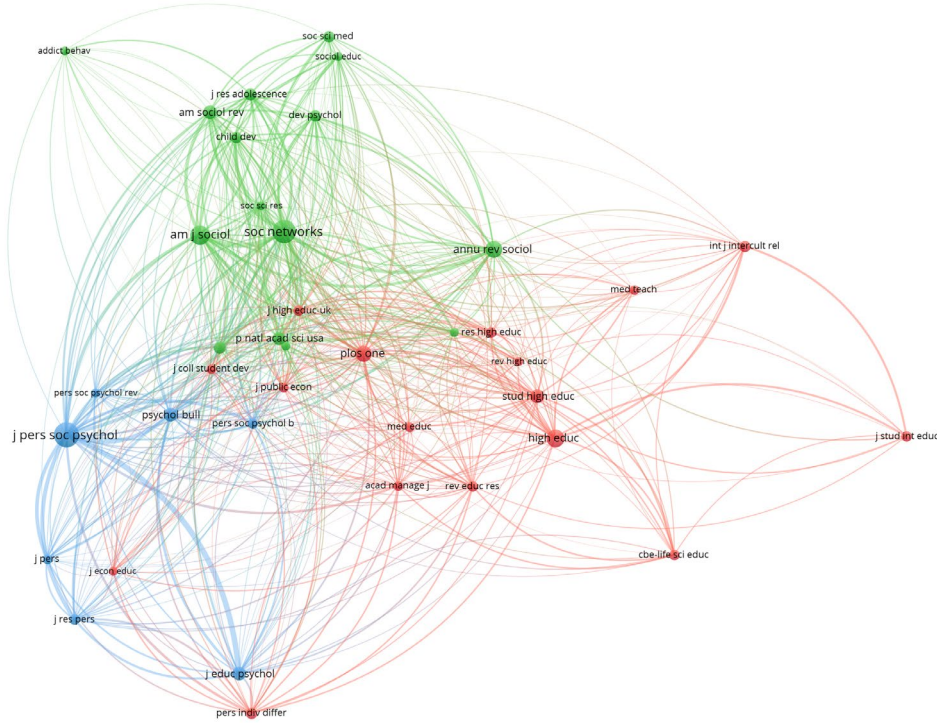 soc sci med
addict behav
sociol educ
j res adolescence
am sociol rev
dev psychol
child dev
soc sci res
am j sociol
soc networks
annu rev sociol
int j intercult rel
med teach
j high educ-uk
res high educ
p natl acad sci usa
plos one
rev high educ
j coll student dev
j public econ
pers soc psychol rev
stud high educ
psychol bull
pers soc psychol b
med educ
j pers soc psychol
high educ
j stud int educ
acad manage j
rev educ res
cbe-life sci educ
j pers
j econ educ
j res pers
j educ psychol
pers indiv differ